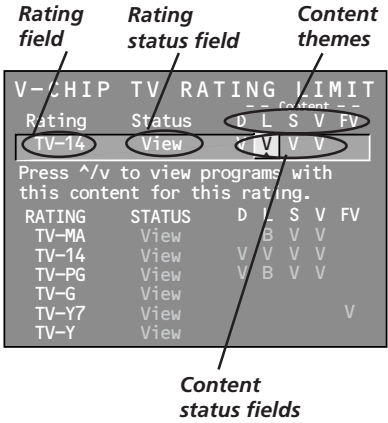 Rating field
Rating status field
Content themes
V-CHIP TV RATING LIMIT
- - Content - -
Rating Status D L S V FV
TV-14 View V V V V
Press ^/v to view programs with
this content for this rating.
RATING STATUS D L S V FV
TV-MA View B V V
TV-14 View V V V V
TV-PG View V B V V
TV-G View
TV-Y7 View V
TV-Y View
Content
status fields